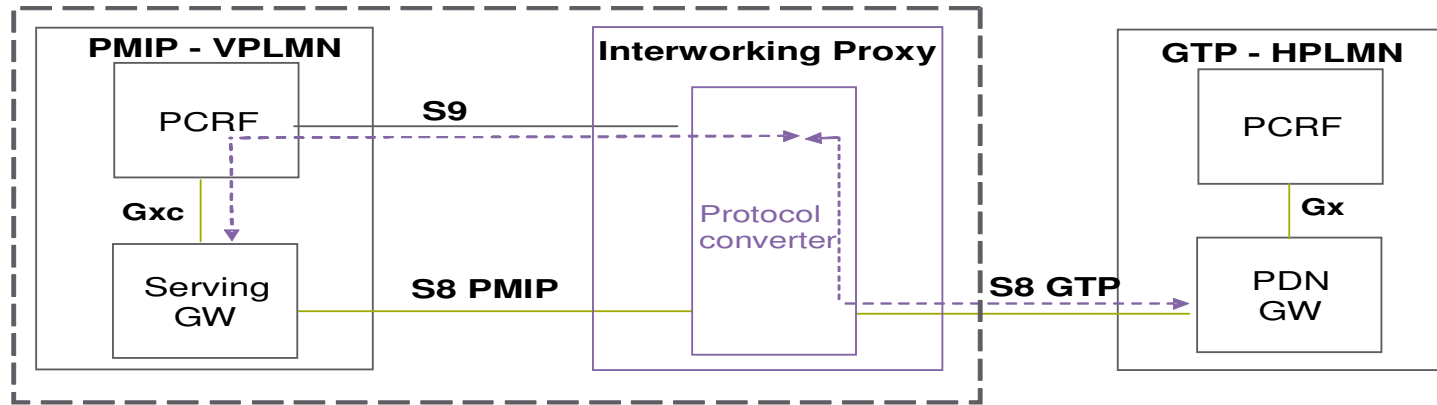 PMIP - VPLMN
Interworking Proxy
GTP - HPLMN
PCRF
S9
PCRF
Gxc
Protocol
converter
Gx
Serving
GW
S8 PMIP
S8 GTP
PDN
GW